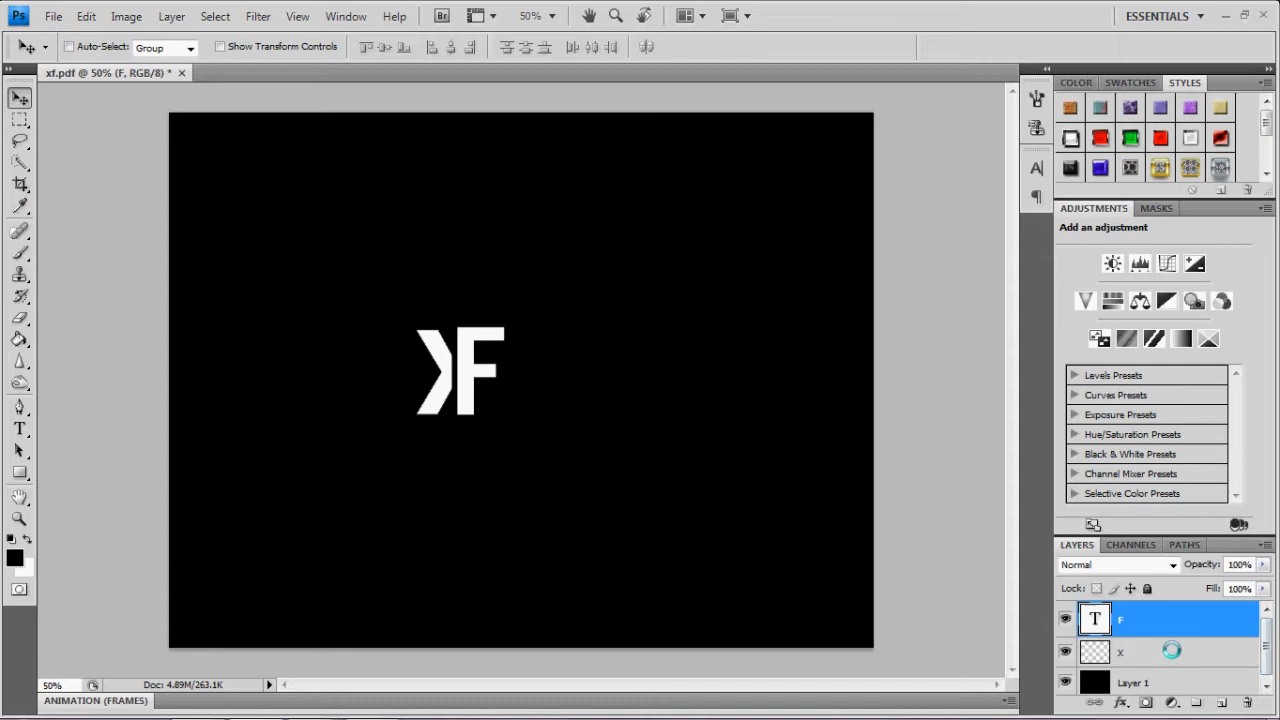 Ps File Edit Image Layer Select Filter View Window Help Br 50% ESSENTIALS
Auto-Select: Group Show Transform Controls
xf.pdf @ 50% (F, RGB/8) *
COLOR SWATCHES STYLES
ADJUSTMENTS MASKS
Add an adjustment
F
Levels Presets
Curves Presets
Exposure Presets
Hue/Saturation Presets
Black & White Presets
Channel Mixer Presets
Selective Color Presets
LAYERS CHANNELS PATHS
Normal Opacity: 100%
Lock: Fill: 100%
T F
X
Layer 1
50% Doc: 4.89M/263.1K
ANIMATION (FRAMES)